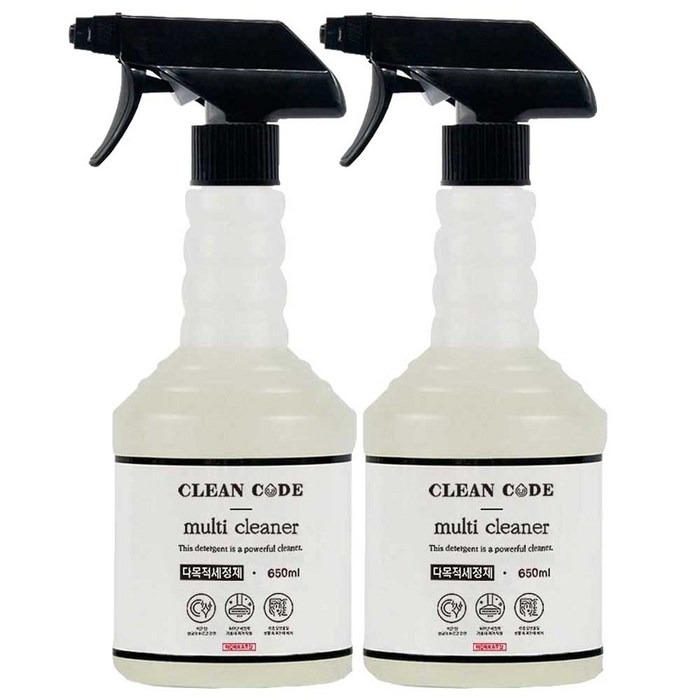 CLEAN CODE
multi cleaner
This detergent is a powerful cleaner.
다목적세정제 · 650ml
CLEAN CODE
multi cleaner
This detergent is a powerful cleaner.
다목적세정제 · 650ml